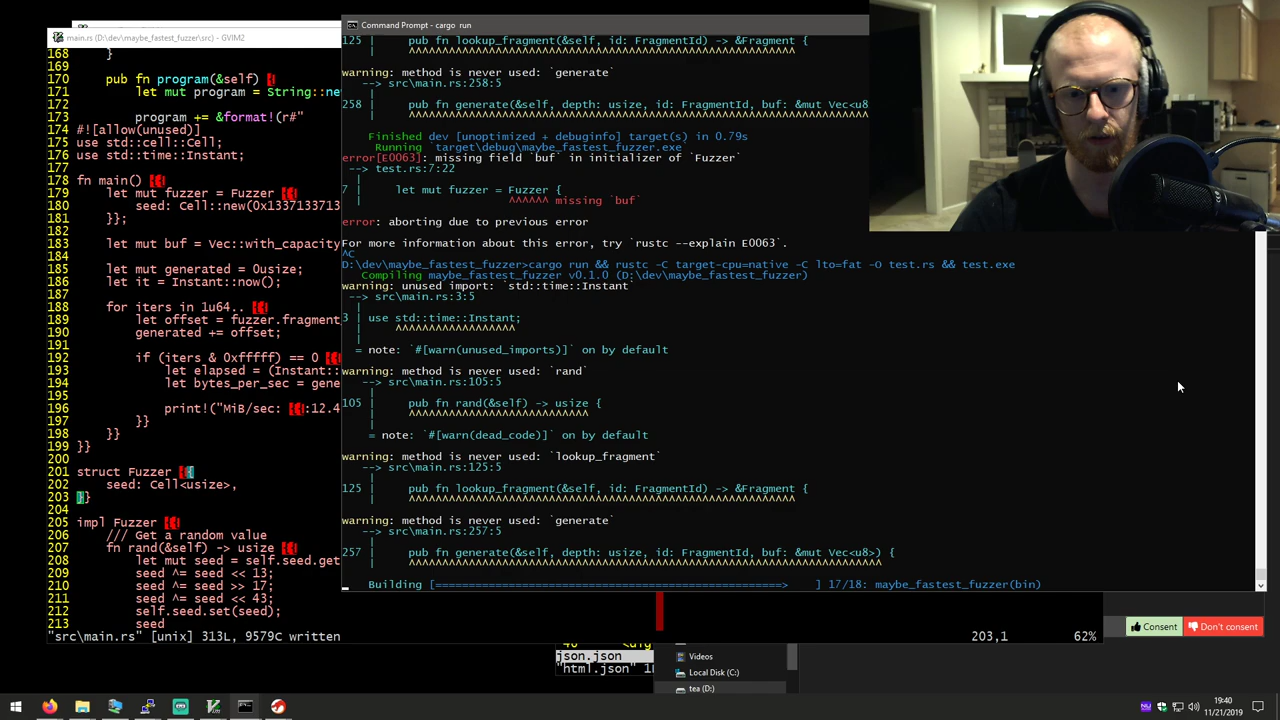 main.rs (D:\dev\maybe_fastest_fuzzer\src) - GVIM2
168     }
169
170     pub fn program(&self) {
171         let mut program = String::ne
172
173         program += &format!(r#"
174 #![allow(unused)]
175 use std::cell::Cell;
176 use std::time::Instant;
177
178 fn main() {{
179     let mut fuzzer = Fuzzer {{
180         seed: Cell::new(0x1337133713
181     }};
182
183     let mut buf = Vec::with_capacity
184
185     let mut generated = 0usize;
186     let it = Instant::now();
187
188     for iters in 1u64.. {{
189         let offset = fuzzer.fragment_
190         generated += offset;
191
192         if (iters & 0xfffff) == 0 {{
193             let elapsed = (Instant::
194             let bytes_per_sec = gene
195
196             print!("MiB/sec: {{:12.4
197         }}
198     }}
199 }}
200
201 struct Fuzzer {{
202     seed: Cell<usize>,
203 }}
204
205 impl Fuzzer {{
206     /// Get a random value
207     fn rand(&self) -> usize {{
208         let mut seed = self.seed.get
209         seed ^= seed << 13;
210         seed ^= seed >> 17;
211         seed ^= seed << 43;
212         self.seed.set(seed);
213         seed
"src\main.rs" [unix] 313L, 9579C written
203,1
62%
Command Prompt - cargo  run
125 |     pub fn lookup_fragment(&self, id: FragmentId) -> &Fragment {
    |     ^^^^^^^^^^^^^^^^^^^^^^^^^^^^^^^^^^^^^^^^^^^^^^^^^^^^^^
warning: method is never used: `generate`
   --> src\main.rs:258:5
    |
258 |     pub fn generate(&self, depth: usize, id: FragmentId, buf: &mut Vec<u8
    |     ^^^^^^^^^^^^^^^^^^^^^^^^^^^^^^^^^^^^^^^^^^^^^^^^^^^^^^^^^^^^^^^^^^^^^
    Finished dev [unoptimized + debuginfo] target(s) in 0.79s
     Running `target\debug\maybe_fastest_fuzzer.exe`
error[E0063]: missing field `buf` in initializer of `Fuzzer`
 --> test.rs:7:22
  |
7 |     let mut fuzzer = Fuzzer {
  |                      ^^^^^^ missing `buf`
error: aborting due to previous error
For more information about this error, try `rustc --explain E0063`.
^C
D:\dev\maybe_fastest_fuzzer>cargo run && rustc -C target-cpu=native -C lto=fat -O test.rs && test.exe
   Compiling maybe_fastest_fuzzer v0.1.0 (D:\dev\maybe_fastest_fuzzer)
warning: unused import: `std::time::Instant`
 --> src\main.rs:3:5
  |
3 | use std::time::Instant;
  |     ^^^^^^^^^^^^^^^^^^
  |
  = note: `#[warn(unused_imports)]` on by default
warning: method is never used: `rand`
   --> src\main.rs:105:5
    |
105 |     pub fn rand(&self) -> usize {
    |     ^^^^^^^^^^^^^^^^^^^^^^^^^^^
    |
    = note: `#[warn(dead_code)]` on by default
warning: method is never used: `lookup_fragment`
   --> src\main.rs:125:5
    |
125 |     pub fn lookup_fragment(&self, id: FragmentId) -> &Fragment {
    |     ^^^^^^^^^^^^^^^^^^^^^^^^^^^^^^^^^^^^^^^^^^^^^^^^^^^^^^
warning: method is never used: `generate`
   --> src\main.rs:257:5
    |
257 |     pub fn generate(&self, depth: usize, id: FragmentId, buf: &mut Vec<u8>) {
    |     ^^^^^^^^^^^^^^^^^^^^^^^^^^^^^^^^^^^^^^^^^^^^^^^^^^^^^^^^^^^^^^^^^^^^^^^
    Building [====================================================>    ] 17/18: maybe_fastest_fuzzer(bin)
Consent
Don't consent
json.json
"html.json"
Videos
Local Disk (C:)
tea (D:)
19:40
11/21/2019